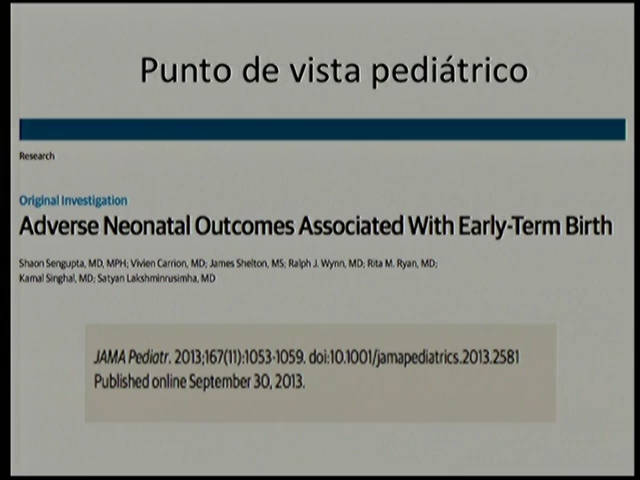 Punto de vista pediátrico
Research
Original Investigation
Adverse Neonatal Outcomes Associated With Early-Term Birth
Shaon Sengupta, MD, MPH; Vivien Carrion, MD; James Shelton, MS; Ralph J. Wynn, MD; Rita M. Ryan, MD;
Kamal Singhal, MD; Satyan Lakshminrusimha, MD
JAMA Pediatr. 2013;167(11):1053-1059. doi:10.1001/jamapediatrics.2013.2581
Published online September 30, 2013.